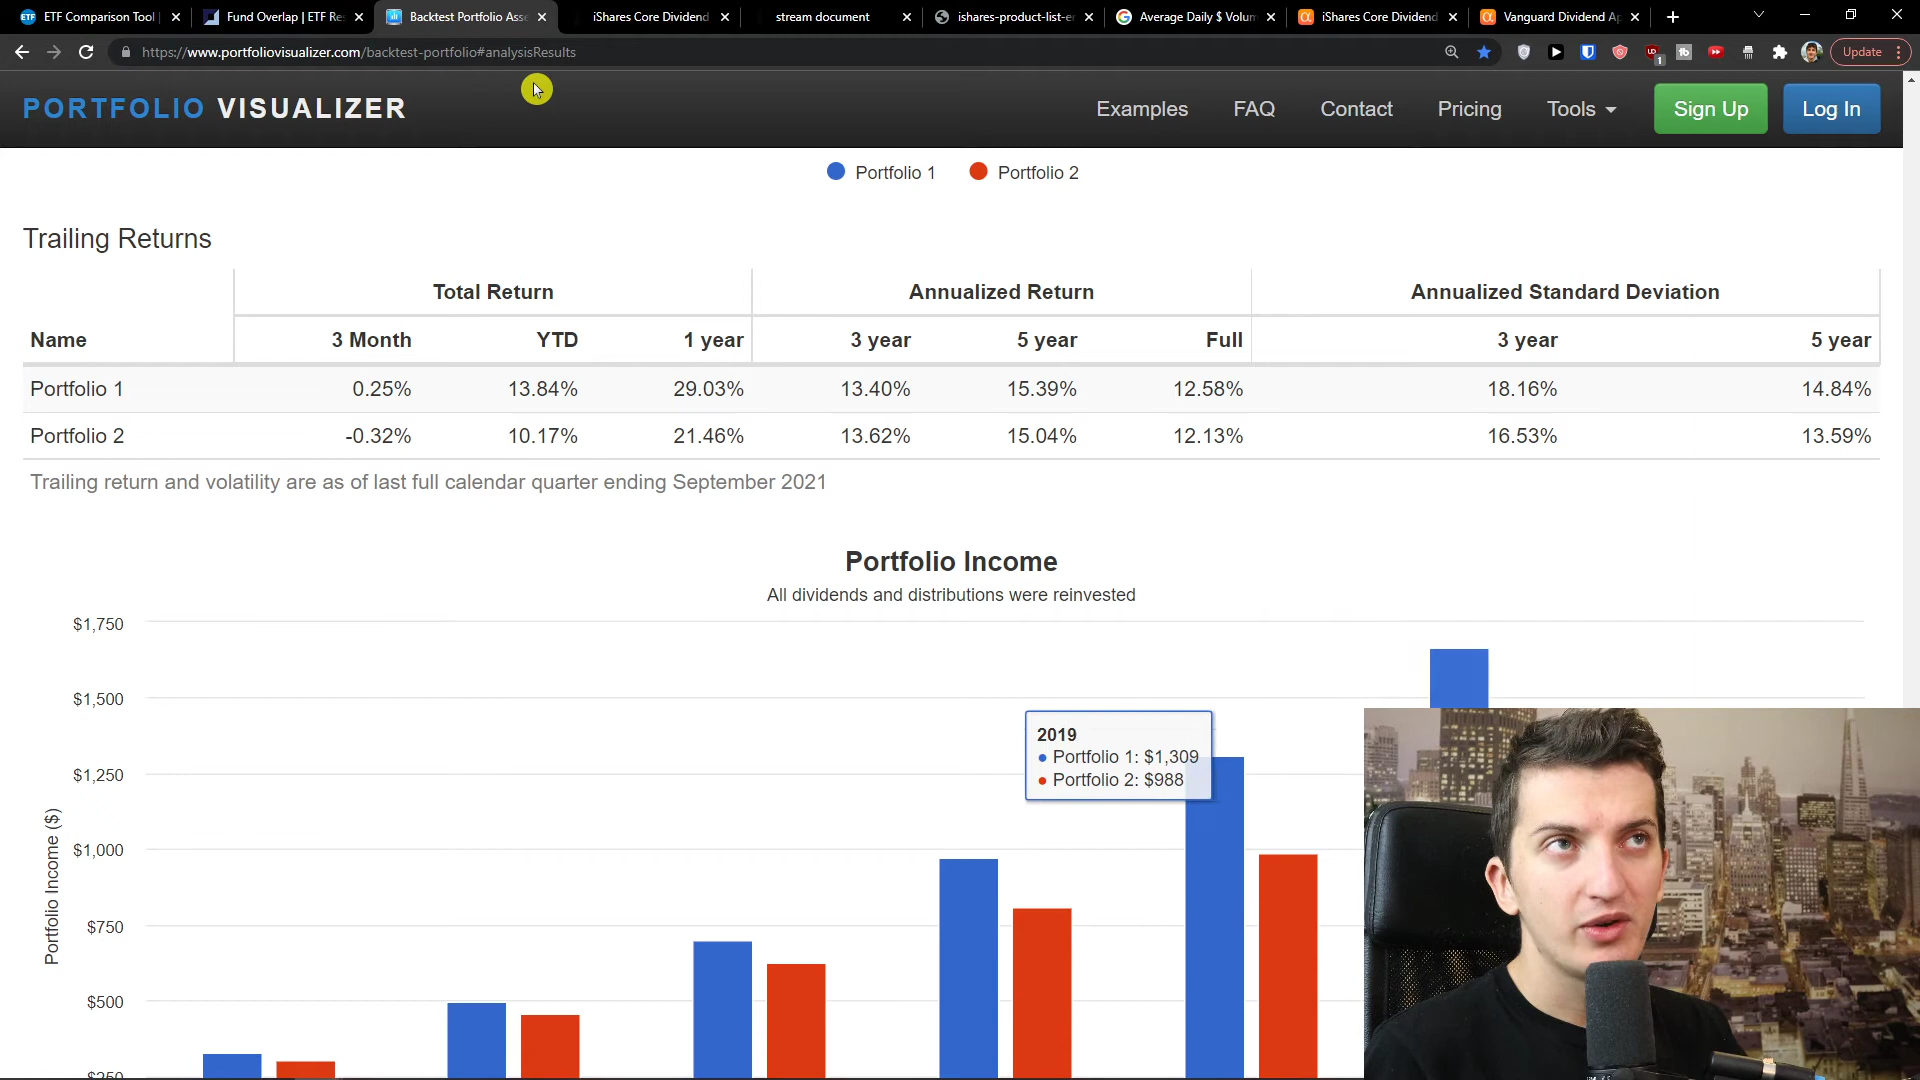 ETF Comparison Tool
Fund Overlap | ETF Re
Backtest Portfolio Ass
iShares Core Dividend
stream document
ishares-product-list-e
Average Daily $ Volum
iShares Core Dividend
Vanguard Dividend Ap
https://www.portfoliovisualizer.com/backtest-portfolio#analysisResults
Update
PORTFOLIO VISUALIZER
Examples
FAQ
Contact
Pricing
Tools
Sign Up
Log In
Portfolio 1
Portfolio 2
Trailing Returns
Total Return
Annualized Return
Annualized Standard Deviation
Name
3 Month
YTD
1 year
3 year
5 year
Full
3 year
5 year
Portfolio 1
0.25%
13.84%
29.03%
13.40%
15.39%
12.58%
18.16%
14.84%
Portfolio 2
-0.32%
10.17%
21.46%
13.62%
15.04%
12.13%
16.53%
13.59%
Trailing return and volatility are as of last full calendar quarter ending September 2021
Portfolio Income
All dividends and distributions were reinvested
Portfolio Income ($)
$1,750
$1,500
$1,250
$1,000
$750
$500
$250
2019
Portfolio 1: $1,309
Portfolio 2: $988